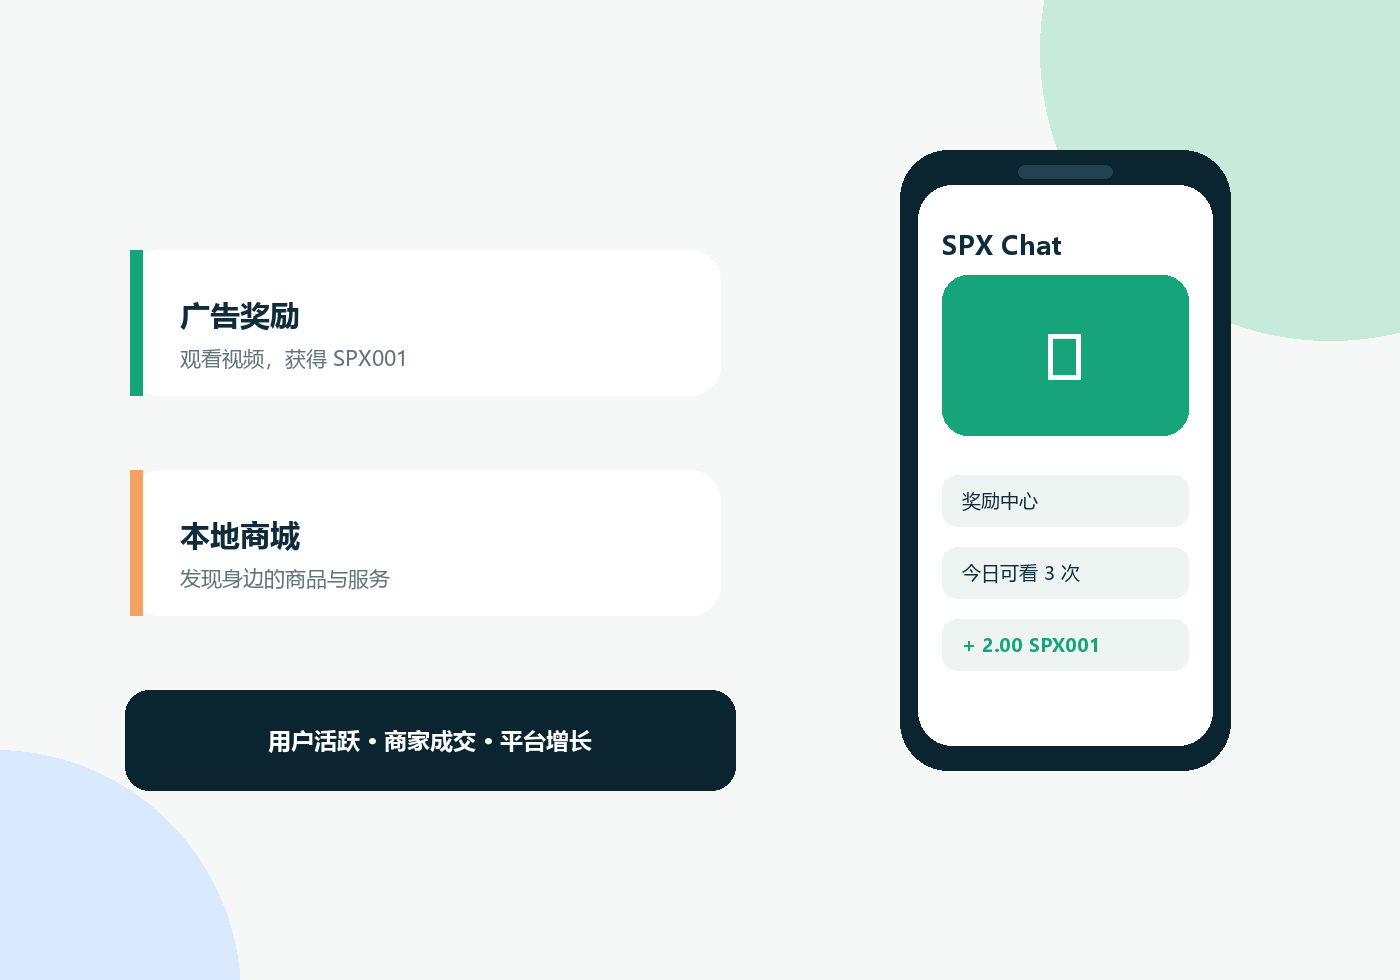 广告奖励
观看视频，获得 SPX001
本地商城
发现身边的商品与服务
用户活跃 • 商家成交 • 平台增长
SPX Chat
奖励中心
今日可看 3 次
+ 2.00 SPX001